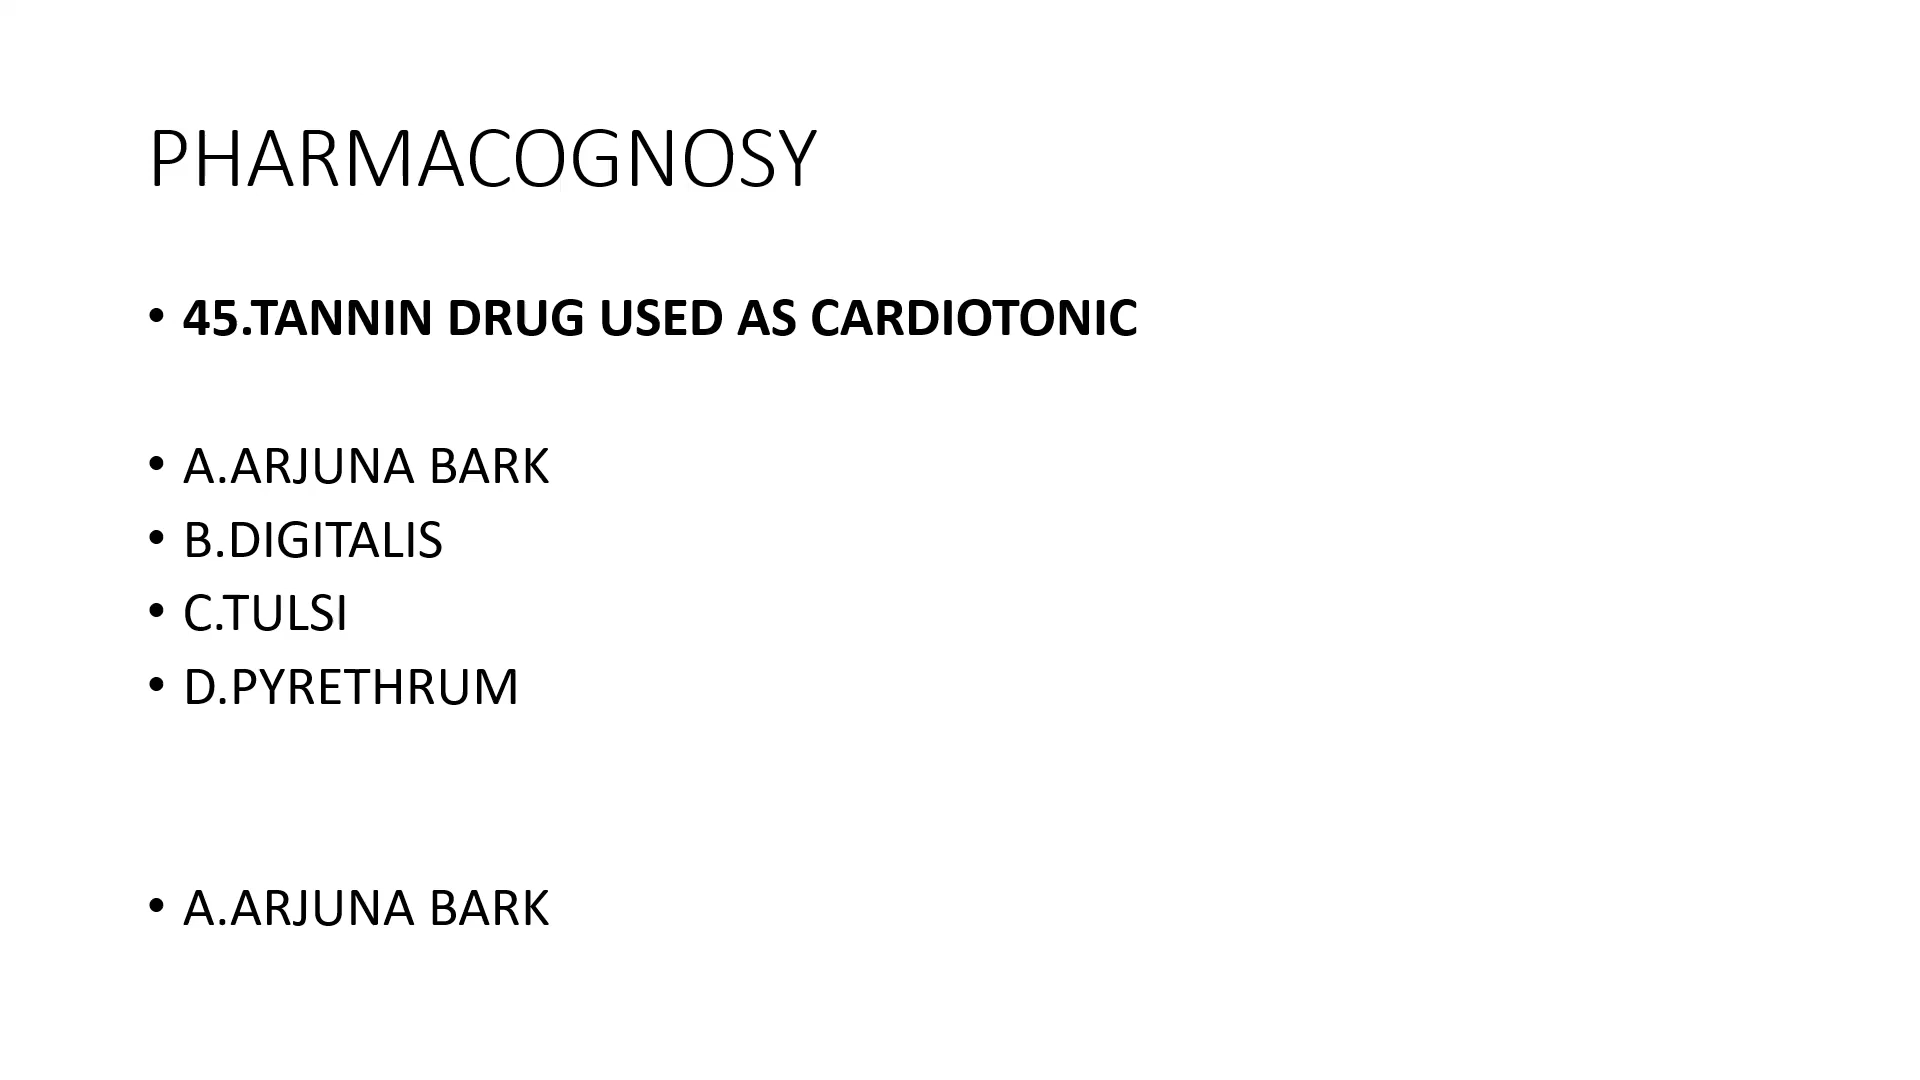 PHARMACOGNOSY
• 45.TANNIN DRUG USED AS CARDIOTONIC
• A.ARJUNA BARK
• B.DIGITALIS
• C.TULSI
• D.PYRETHRUM
• A.ARJUNA BARK